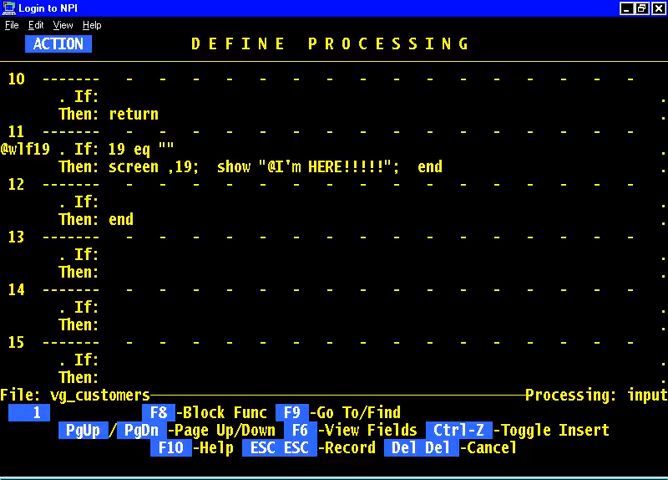 Login to NPI
File Edit View Help
ACTION D E F I N E P R O C E S S I N G
10 ------- - - - - - - - - - - - - - - - -
. If: .
Then: return
11 ------- - - - - - - - - - - - - - - - -
@wlf19 . If: 19 eq "" .
Then: screen ,19; show "@I'm HERE!!!!!"; end
12 ------- - - - - - - - - - - - - - - - -
. If: .
Then: end
13 ------- - - - - - - - - - - - - - - - -
. If: .
Then: .
14 ------- - - - - - - - - - - - - - - - -
. If: .
Then: .
15 ------- - - - - - - - - - - - - - - - -
. If: .
Then: .
File: vg_customers Processing: input
1 F8 -Block Func F9 -Go To/Find
PgUp / PgDn -Page Up/Down F6 -View Fields Ctrl-Z -Toggle Insert
F10 -Help ESC ESC -Record Del Del -Cancel